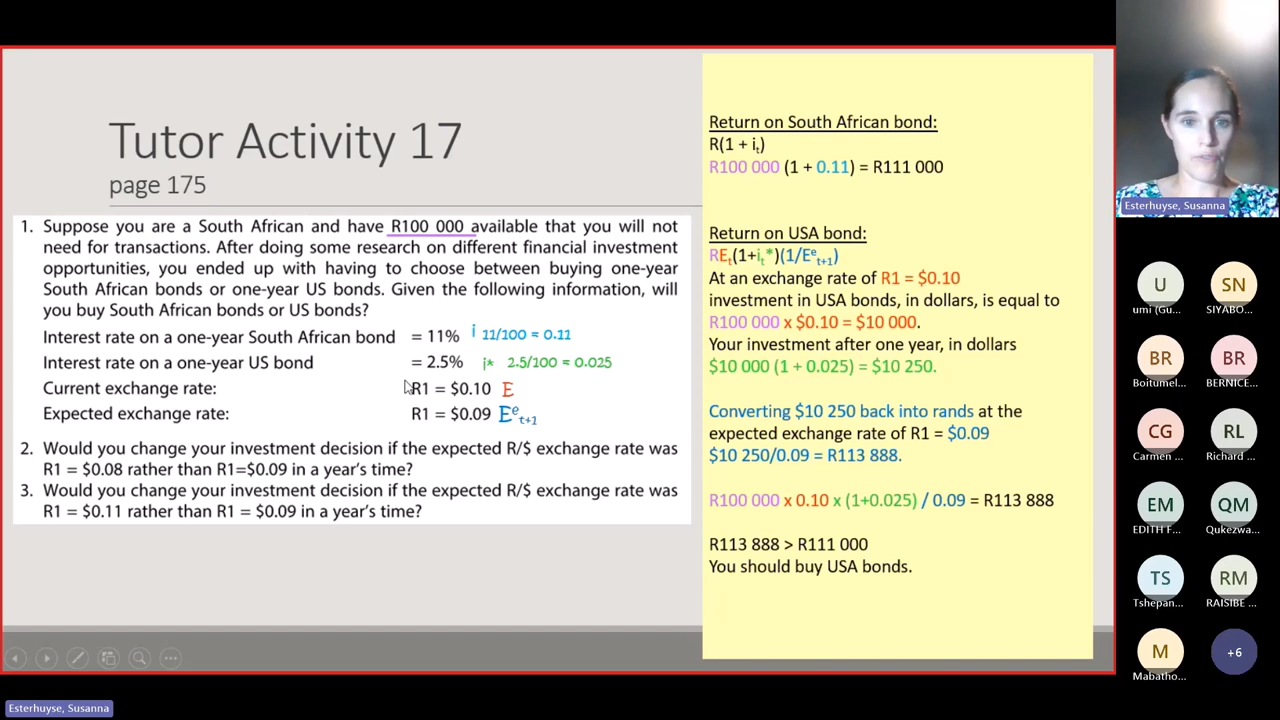 Tutor Activity 17
page 175
1. Suppose you are a South African and have R100 000 available that you will not
need for transactions. After doing some research on different financial investment
opportunities, you ended up with having to choose between buying one-year
South African bonds or one-year US bonds. Given the following information, will
you buy South African bonds or US bonds?
Interest rate on a one-year South African bond = 11% i 11/100 = 0.11
Interest rate on a one-year US bond = 2.5% i* 2.5/100 = 0.025
Current exchange rate: R1 = $0.10 E
Expected exchange rate: R1 = $0.09 Eᵉt+1
2. Would you change your investment decision if the expected R/$ exchange rate was
R1 = $0.08 rather than R1=$0.09 in a year's time?
3. Would you change your investment decision if the expected R/$ exchange rate was
R1 = $0.11 rather than R1 = $0.09 in a year's time?
Return on South African bond:
R(1 + it)
R100 000 (1 + 0.11) = R111 000
Return on USA bond:
REt(1+it*)(1/Eᵉt+1)
At an exchange rate of R1 = $0.10
investment in USA bonds, in dollars, is equal to
R100 000 x $0.10 = $10 000.
Your investment after one year, in dollars
$10 000 (1 + 0.025) = $10 250.
Converting $10 250 back into rands at the
expected exchange rate of R1 = $0.09
$10 250/0.09 = R113 888.
R100 000 x 0.10 x (1+0.025) / 0.09 = R113 888
R113 888 > R111 000
You should buy USA bonds.
Esterhuyse, Susanna
U
umi (Gu...
SN
SIYABO...
BR
Boitumel...
BR
BERNICE...
CG
Carmen ...
RL
Richard ...
EM
EDITH F...
QM
Qukezwa...
TS
Tshepan...
RM
RAISIBE ...
M
Mabatho...
+6
Esterhuyse, Susanna